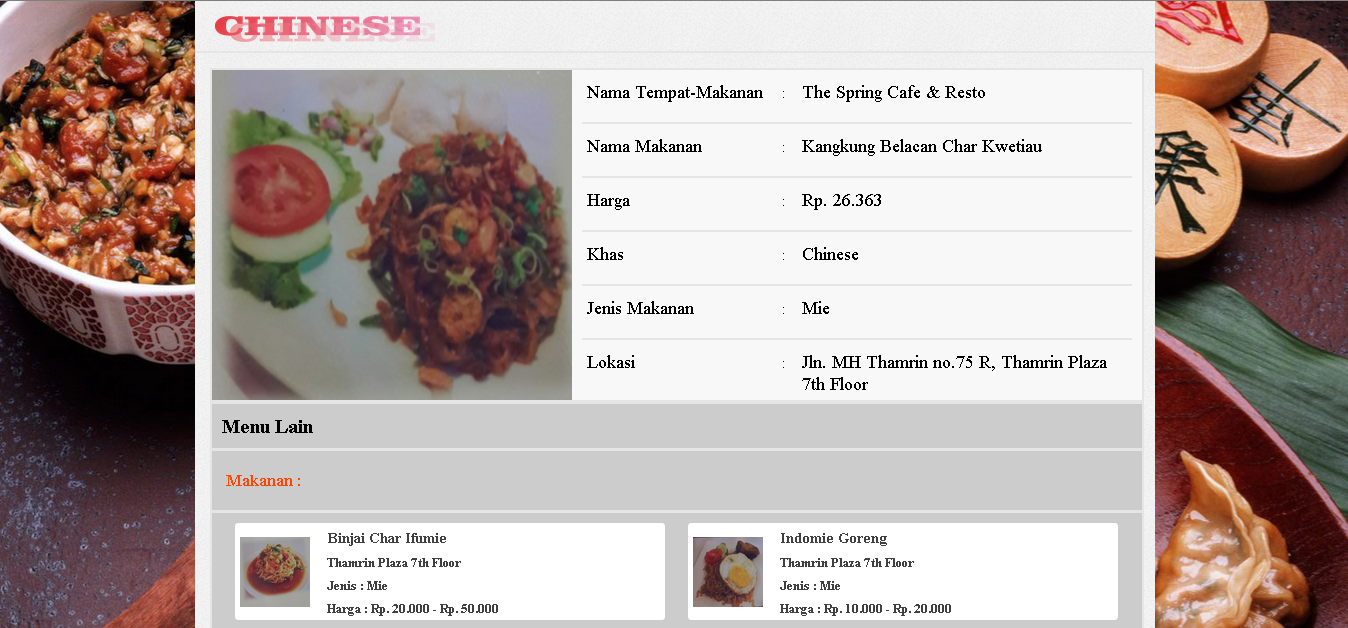 CHINESE
Nama Tempat-Makanan : The Spring Cafe & Resto
Nama Makanan : Kangkung Belacan Char Kwetiau
Harga : Rp. 26.363
Khas : Chinese
Jenis Makanan : Mie
Lokasi : Jln. MH Thamrin no.75 R, Thamrin Plaza
7th Floor
Menu Lain
Makanan :
Binjai Char Ifumie
Thamrin Plaza 7th Floor
Jenis : Mie
Harga : Rp. 20.000 - Rp. 50.000
Indomie Goreng
Thamrin Plaza 7th Floor
Jenis : Mie
Harga : Rp. 10.000 - Rp. 20.000